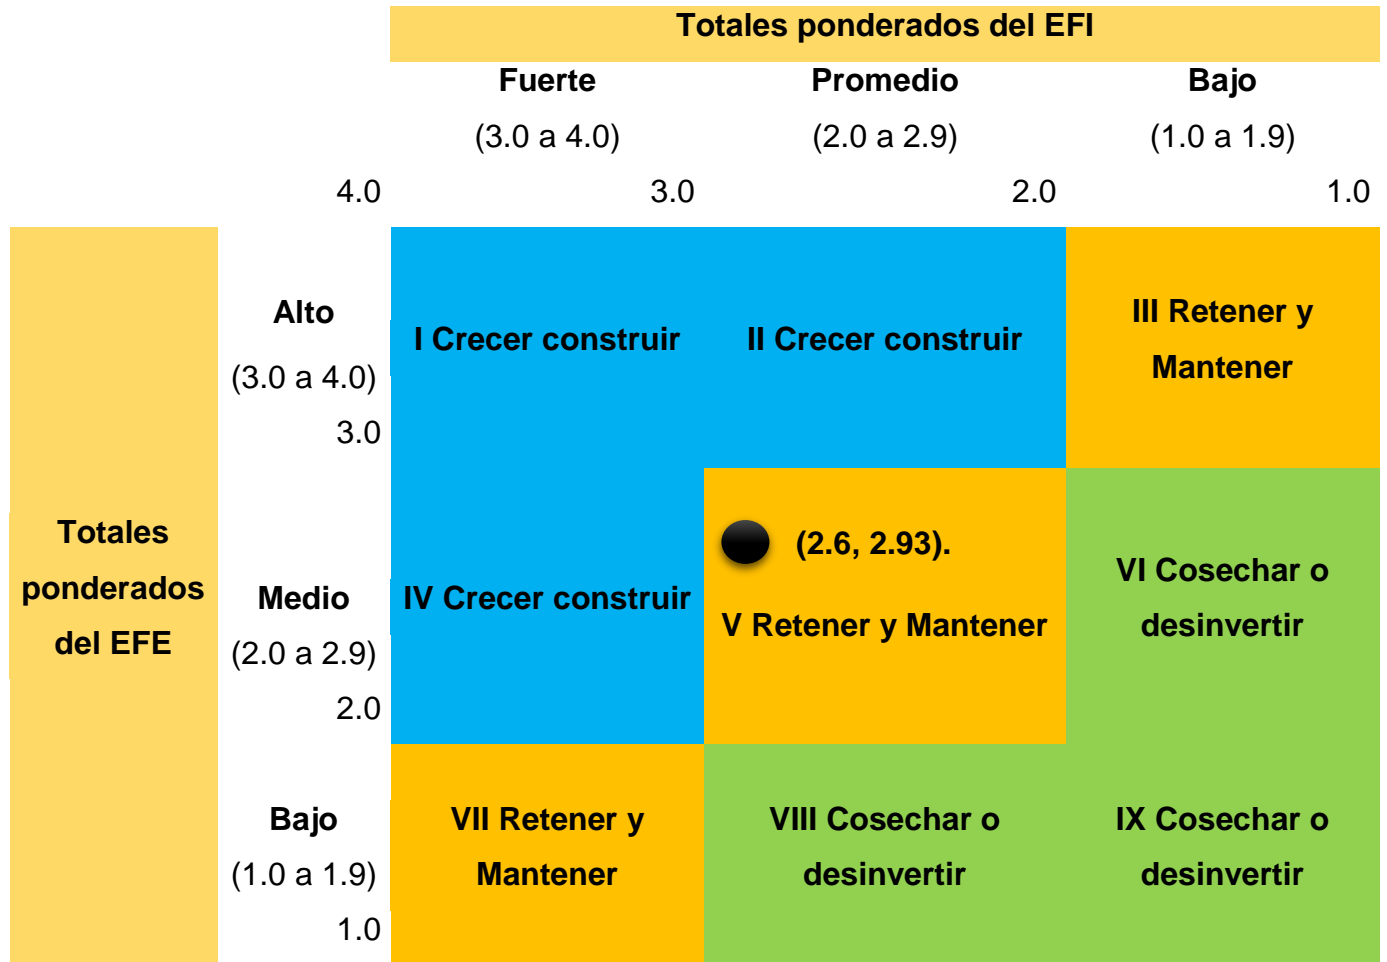 Totales ponderados del EFI
Fuerte
Promedio
Bajo
(3.0 a 4.0)
(2.0 a 2.9)
(1.0 a 1.9)
4.0
3.0
2.0
1.0
Totales
ponderados
del EFE
Alto
(3.0 a 4.0)
3.0
I Crecer construir
II Crecer construir
III Retener y
Mantener
Medio
(2.0 a 2.9)
2.0
IV Crecer construir
(2.6, 2.93).
V Retener y Mantener
VI Cosechar o
desinvertir
Bajo
(1.0 a 1.9)
1.0
VII Retener y
Mantener
VIII Cosechar o
desinvertir
IX Cosechar o
desinvertir